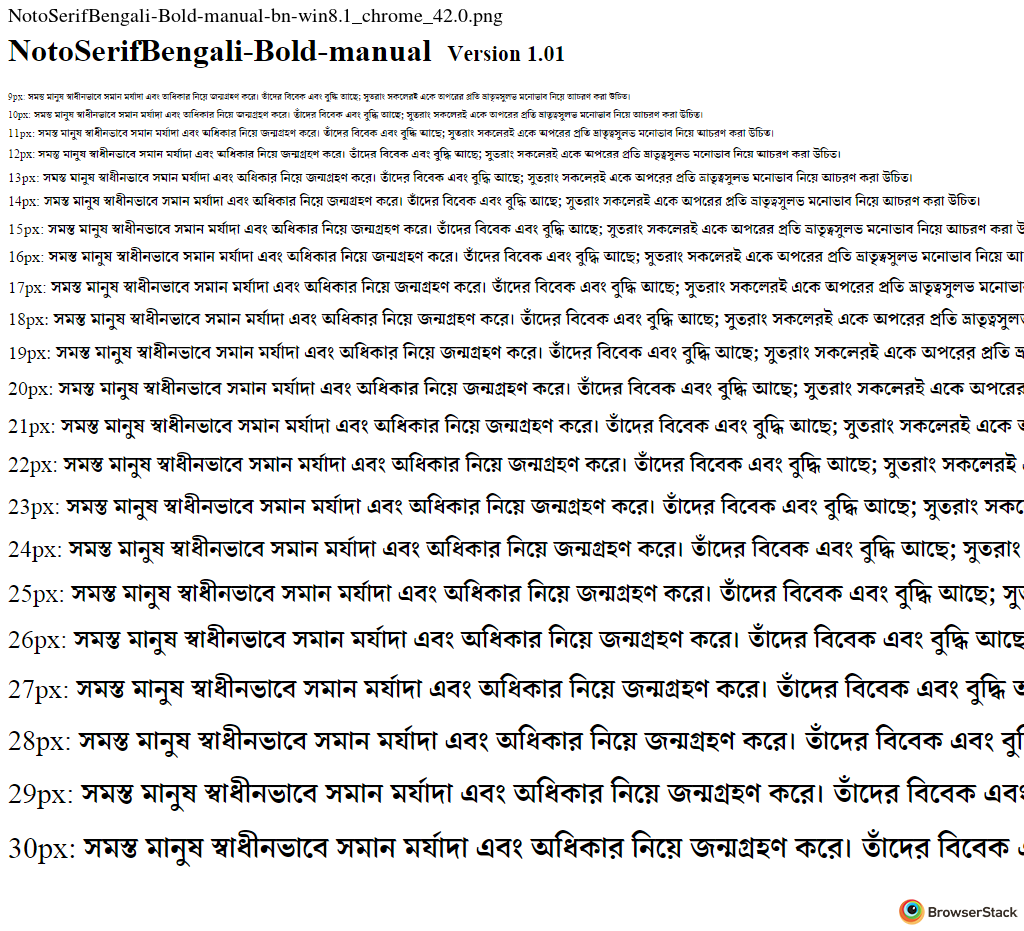 NotoSerifBengali-Bold-manual-bn-win8.1_chrome_42.0.png
NotoSerifBengali-Bold-manual Version 1.01
9px: সমস্ত মানুষ স্বাধীনভাবে সমান মর্যাদা এবং অধিকার নিয়ে জন্মগ্রহণ করে। তাঁদের বিবেক এবং বুদ্ধি আছে; সুতরাং সকলেরই একে অপরের প্রতি ভ্রাতৃত্বসুলভ মনোভাব নিয়ে আচরণ করা উচিত।
10px: সমস্ত মানুষ স্বাধীনভাবে সমান মর্যাদা এবং অধিকার নিয়ে জন্মগ্রহণ করে। তাঁদের বিবেক এবং বুদ্ধি আছে; সুতরাং সকলেরই একে অপরের প্রতি ভ্রাতৃত্বসুলভ মনোভাব নিয়ে আচরণ করা উচিত।
11px: সমস্ত মানুষ স্বাধীনভাবে সমান মর্যাদা এবং অধিকার নিয়ে জন্মগ্রহণ করে। তাঁদের বিবেক এবং বুদ্ধি আছে; সুতরাং সকলেরই একে অপরের প্রতি ভ্রাতৃত্বসুলভ মনোভাব নিয়ে আচরণ করা উচিত।
12px: সমস্ত মানুষ স্বাধীনভাবে সমান মর্যাদা এবং অধিকার নিয়ে জন্মগ্রহণ করে। তাঁদের বিবেক এবং বুদ্ধি আছে; সুতরাং সকলেরই একে অপরের প্রতি ভ্রাতৃত্বসুলভ মনোভাব নিয়ে আচরণ করা উচিত।
13px: সমস্ত মানুষ স্বাধীনভাবে সমান মর্যাদা এবং অধিকার নিয়ে জন্মগ্রহণ করে। তাঁদের বিবেক এবং বুদ্ধি আছে; সুতরাং সকলেরই একে অপরের প্রতি ভ্রাতৃত্বসুলভ মনোভাব নিয়ে আচরণ করা উচিত।
14px: সমস্ত মানুষ স্বাধীনভাবে সমান মর্যাদা এবং অধিকার নিয়ে জন্মগ্রহণ করে। তাঁদের বিবেক এবং বুদ্ধি আছে; সুতরাং সকলেরই একে অপরের প্রতি ভ্রাতৃত্বসুলভ মনোভাব নিয়ে আচরণ করা উচিত।
15px: সমস্ত মানুষ স্বাধীনভাবে সমান মর্যাদা এবং অধিকার নিয়ে জন্মগ্রহণ করে। তাঁদের বিবেক এবং বুদ্ধি আছে; সুতরাং সকলেরই একে অপরের প্রতি ভ্রাতৃত্বসুলভ মনোভাব নিয়ে আচরণ করা
16px: সমস্ত মানুষ স্বাধীনভাবে সমান মর্যাদা এবং অধিকার নিয়ে জন্মগ্রহণ করে। তাঁদের বিবেক এবং বুদ্ধি আছে; সুতরাং সকলেরই একে অপরের প্রতি ভ্রাতৃত্বসুলভ মনোভাব নিয়ে আ
17px: সমস্ত মানুষ স্বাধীনভাবে সমান মর্যাদা এবং অধিকার নিয়ে জন্মগ্রহণ করে। তাঁদের বিবেক এবং বুদ্ধি আছে; সুতরাং সকলেরই একে অপরের প্রতি ভ্রাতৃত্বসুলভ মনোভা
18px: সমস্ত মানুষ স্বাধীনভাবে সমান মর্যাদা এবং অধিকার নিয়ে জন্মগ্রহণ করে। তাঁদের বিবেক এবং বুদ্ধি আছে; সুতরাং সকলেরই একে অপরের প্রতি ভ্রাতৃত্বসুল
19px: সমস্ত মানুষ স্বাধীনভাবে সমান মর্যাদা এবং অধিকার নিয়ে জন্মগ্রহণ করে। তাঁদের বিবেক এবং বুদ্ধি আছে; সুতরাং সকলেরই একে অপরের প্রতি
20px: সমস্ত মানুষ স্বাধীনভাবে সমান মর্যাদা এবং অধিকার নিয়ে জন্মগ্রহণ করে। তাঁদের বিবেক এবং বুদ্ধি আছে; সুতরাং সকলেরই একে অপরের
21px: সমস্ত মানুষ স্বাধীনভাবে সমান মর্যাদা এবং অধিকার নিয়ে জন্মগ্রহণ করে। তাঁদের বিবেক এবং বুদ্ধি আছে; সুতরাং সকলেরই একে
22px: সমস্ত মানুষ স্বাধীনভাবে সমান মর্যাদা এবং অধিকার নিয়ে জন্মগ্রহণ করে। তাঁদের বিবেক এবং বুদ্ধি আছে; সুতরাং সকলেরই
23px: সমস্ত মানুষ স্বাধীনভাবে সমান মর্যাদা এবং অধিকার নিয়ে জন্মগ্রহণ করে। তাঁদের বিবেক এবং বুদ্ধি আছে; সুতরাং সকে
24px: সমস্ত মানুষ স্বাধীনভাবে সমান মর্যাদা এবং অধিকার নিয়ে জন্মগ্রহণ করে। তাঁদের বিবেক এবং বুদ্ধি আছে; সুতরাং
25px: সমস্ত মানুষ স্বাধীনভাবে সমান মর্যাদা এবং অধিকার নিয়ে জন্মগ্রহণ করে। তাঁদের বিবেক এবং বুদ্ধি আছে; সু
26px: সমস্ত মানুষ স্বাধীনভাবে সমান মর্যাদা এবং অধিকার নিয়ে জন্মগ্রহণ করে। তাঁদের বিবেক এবং বুদ্ধি আছে
27px: সমস্ত মানুষ স্বাধীনভাবে সমান মর্যাদা এবং অধিকার নিয়ে জন্মগ্রহণ করে। তাঁদের বিবেক এবং বুদ্ধি
28px: সমস্ত মানুষ স্বাধীনভাবে সমান মর্যাদা এবং অধিকার নিয়ে জন্মগ্রহণ করে। তাঁদের বিবেক এবং
29px: সমস্ত মানুষ স্বাধীনভাবে সমান মর্যাদা এবং অধিকার নিয়ে জন্মগ্রহণ করে। তাঁদের বিবেক এবং
30px: সমস্ত মানুষ স্বাধীনভাবে সমান মর্যাদা এবং অধিকার নিয়ে জন্মগ্রহণ করে। তাঁদের বিবেক
BrowserStack